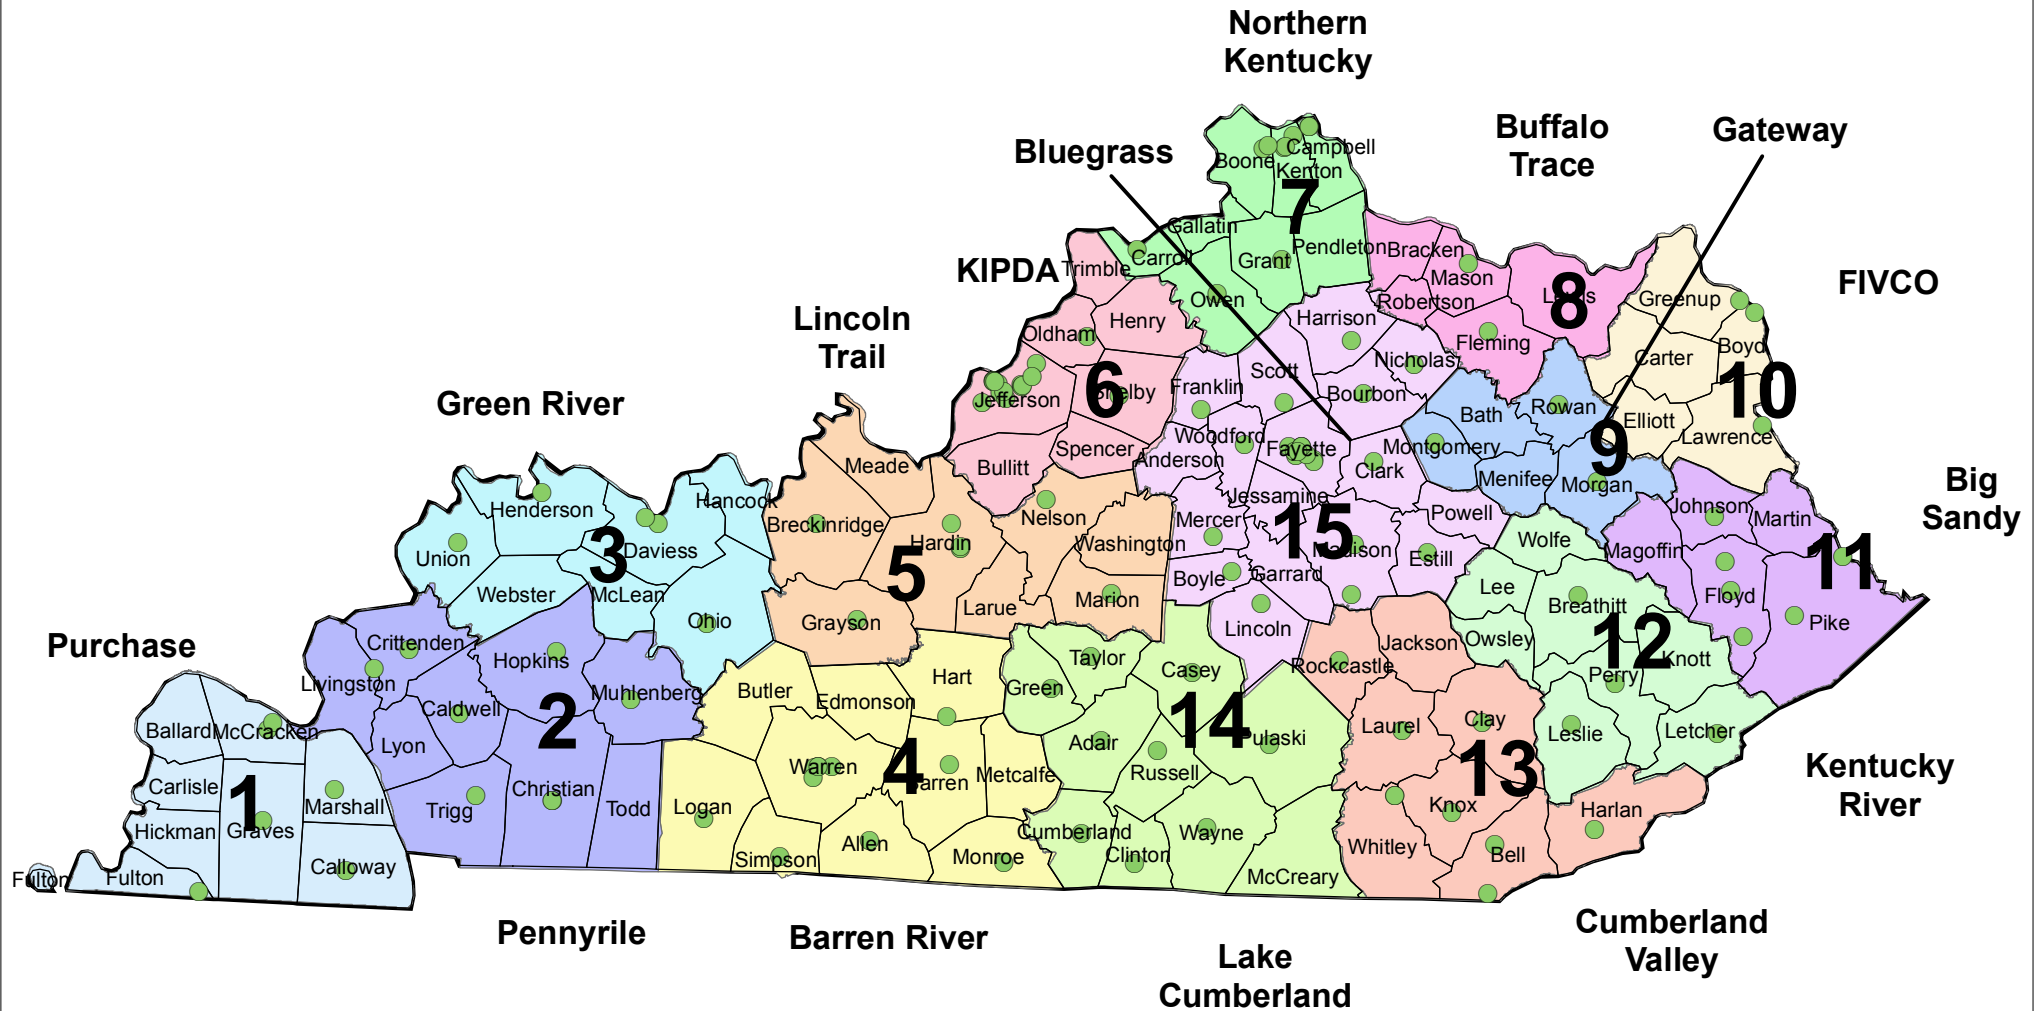 Northern
Kentucky
Buffalo
Trace
Gateway
Bluegrass
KIPDA
FIVCO
Lincoln
Trail
Green River
Big
Sandy
Purchase
Kentucky
River
Pennyrile
Barren River
Cumberland
Valley
Lake
Cumberland
Boone
Campbell
Kenton
7
Gallatin
Carroll
Grant
Pendleton
Owen
Trimble
Henry
Oldham
6
Shelby
Jefferson
Spencer
Bullitt
Bracken
Mason
Robertson
8
Fleming
Greenup
Carter
Boyd
10
Elliott
Lawrence
Bath
Rowan
9
Montgomery
Menifee
Morgan
Harrison
Nicholas
Scott
Franklin
Bourbon
Woodford
Fayette
Anderson
Clark
Jessamine
Mercer
15
Madison
Powell
Estill
Boyle
Garrard
Lincoln
Johnson
Martin
Magoffin
11
Floyd
Pike
Wolfe
Lee
Breathitt
12
Owsley
Knott
Perry
Leslie
Letcher
Jackson
Rockcastle
Laurel
Clay
13
Knox
Whitley
Bell
Harlan
Meade
Breckinridge
Hardin
5
Nelson
Washington
Marion
Larue
Grayson
Hancock
Henderson
Daviess
3
Union
Webster
McLean
Ohio
Crittenden
Livingston
Hopkins
Muhlenberg
Caldwell
2
Lyon
Trigg
Christian
Todd
Ballard
McCracken
Carlisle
1
Marshall
Hickman
Graves
Calloway
Fulton
Fulton
Butler
Edmonson
Hart
Warren
4
Barren
Metcalfe
Logan
Simpson
Allen
Monroe
Taylor
Green
Casey
14
Adair
Pulaski
Russell
Cumberland
Clinton
Wayne
McCreary